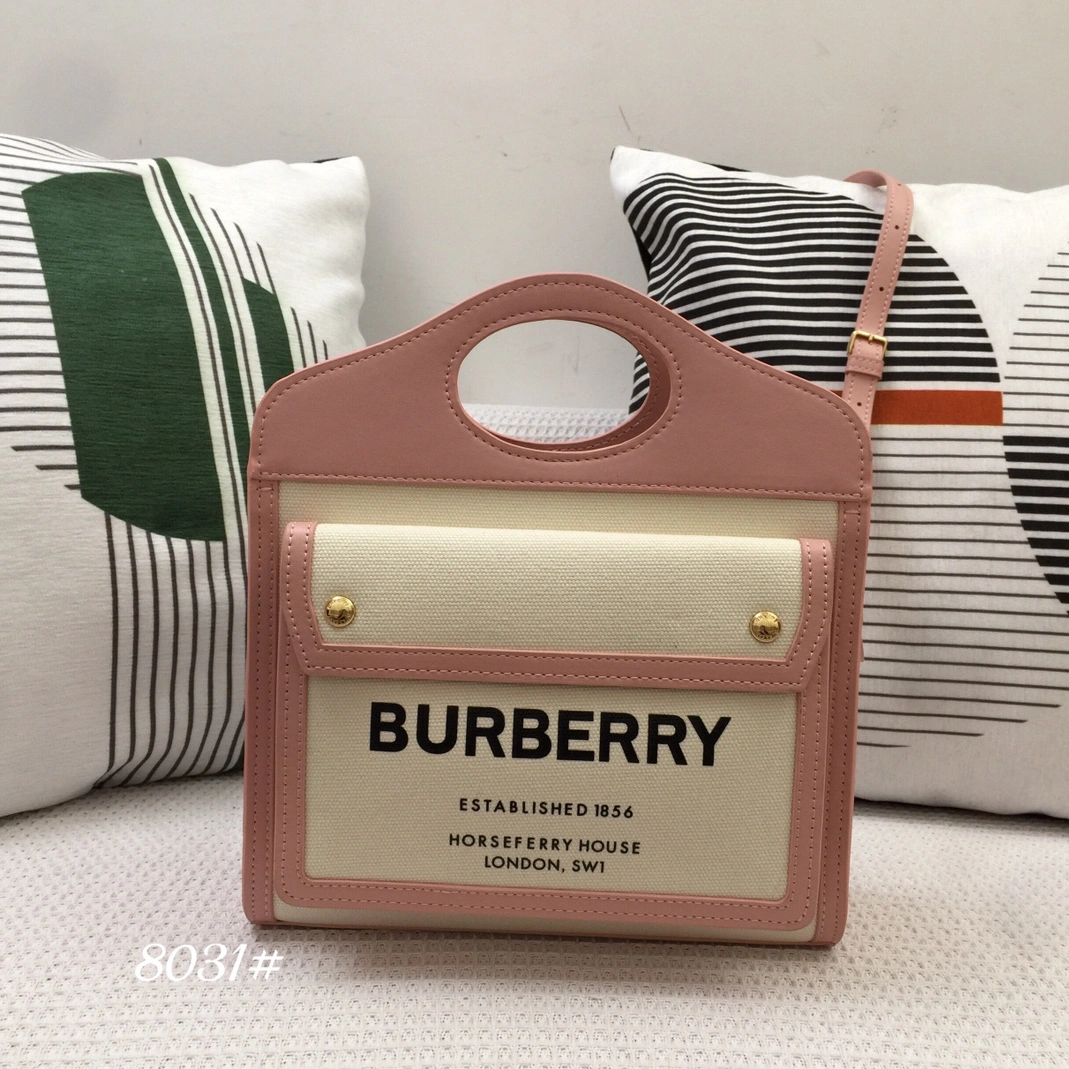 BURBERRY
ESTABLISHED 1856
HORSEFERRY HOUSE
LONDON, SW1
8031#